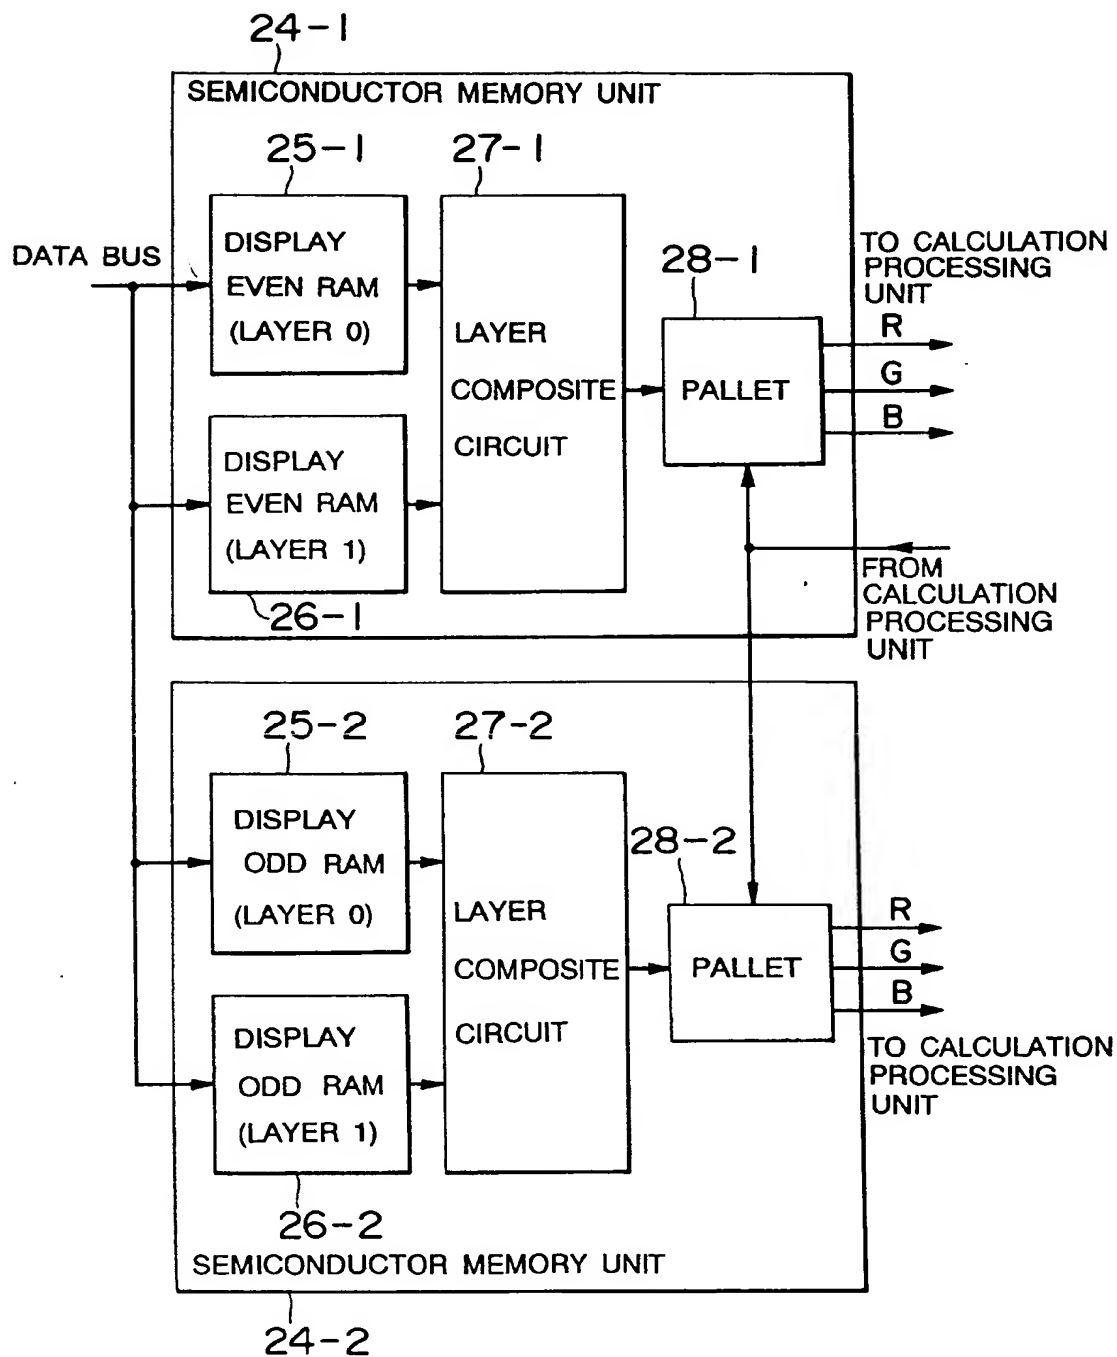 24-1
SEMICONDUCTOR MEMORY UNIT
25-1
27-1
DISPLAY
EVEN RAM
(LAYER 0)
DATA BUS
LAYER
COMPOSITE
CIRCUIT
28-1
PALLET
TO CALCULATION
PROCESSING
UNIT
R
G
B
DISPLAY
EVEN RAM
(LAYER 1)
26-1
FROM
CALCULATION
PROCESSING
UNIT
25-2
27-2
DISPLAY
ODD RAM
(LAYER 0)
LAYER
COMPOSITE
CIRCUIT
28-2
PALLET
R
G
B
TO CALCULATION
PROCESSING
UNIT
DISPLAY
ODD RAM
(LAYER 1)
26-2
SEMICONDUCTOR MEMORY UNIT
24-2